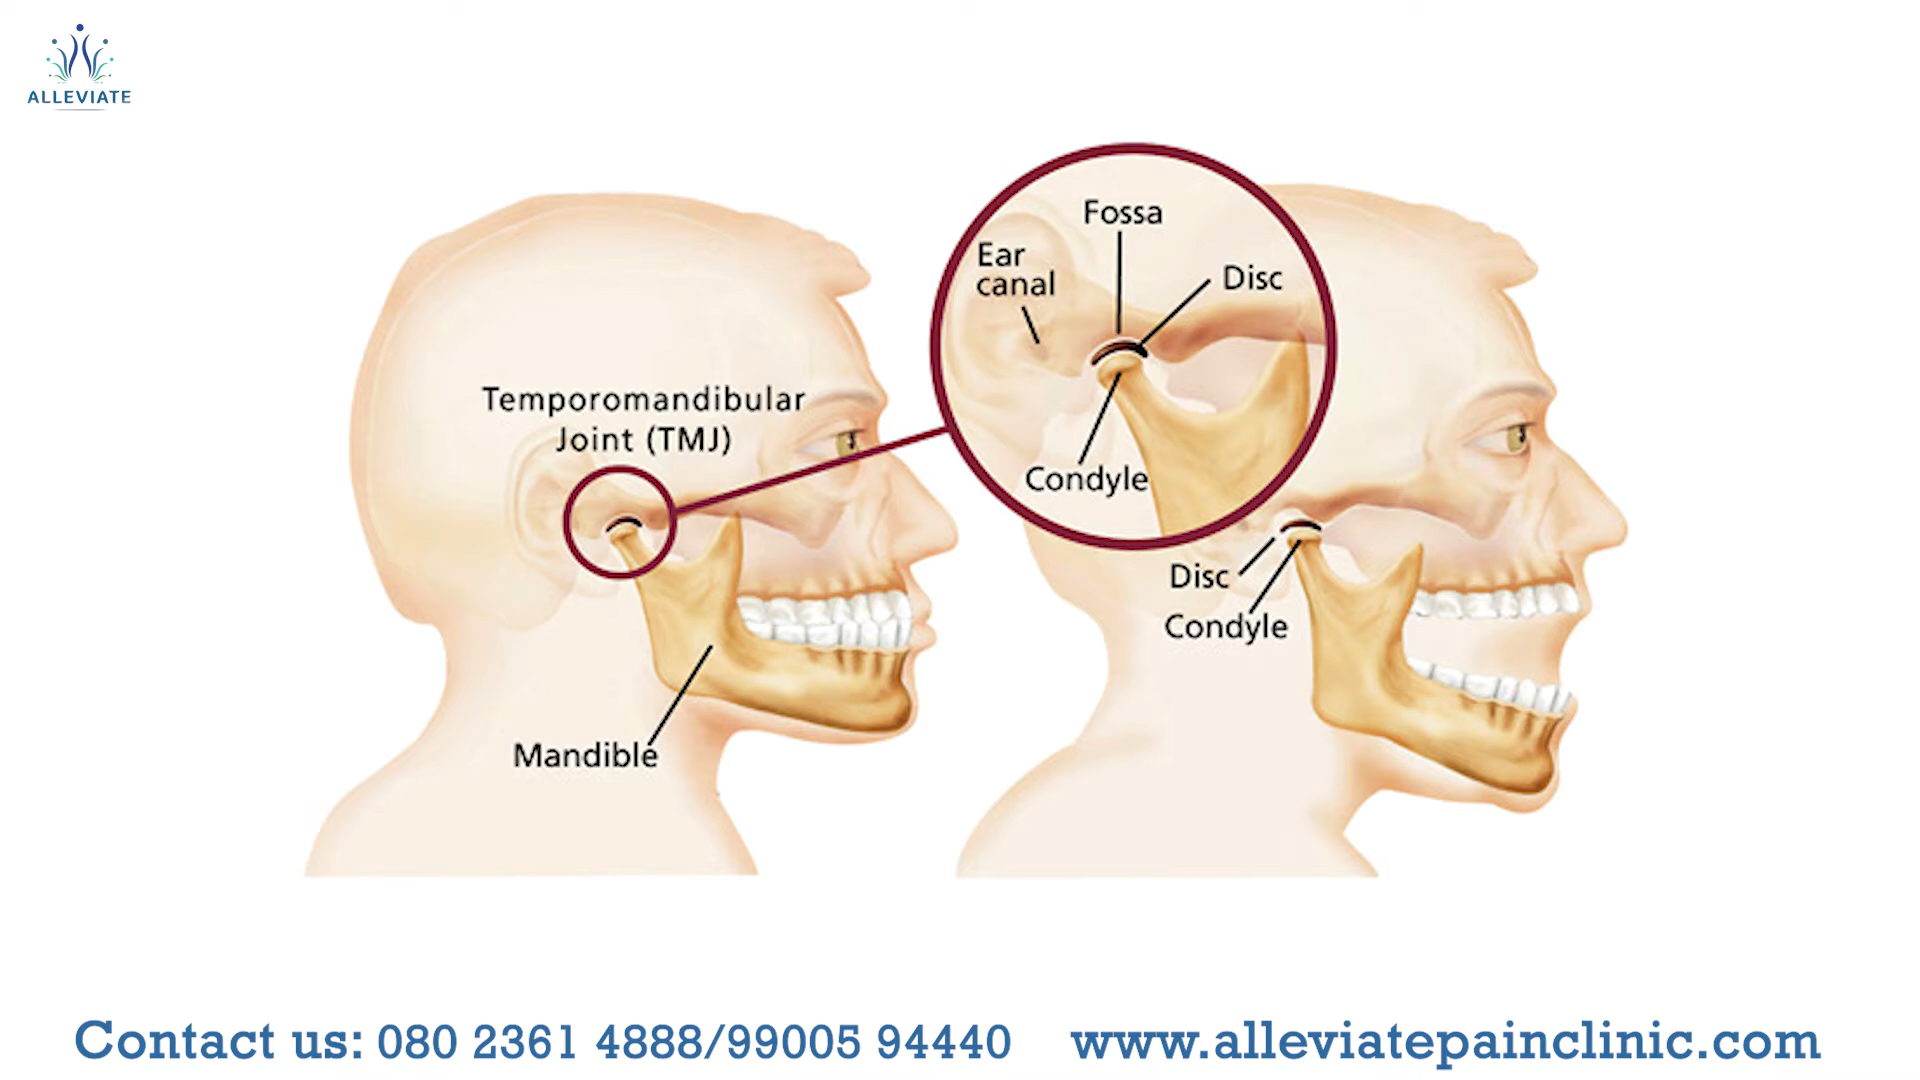 ALLEVIATE
Temporomandibular
Joint (TMJ)
Mandible
Fossa
Ear
canal
Disc
Condyle
Disc
Condyle
Contact us: 080 2361 4888/99005 94440
www.alleviatepainclinic.com